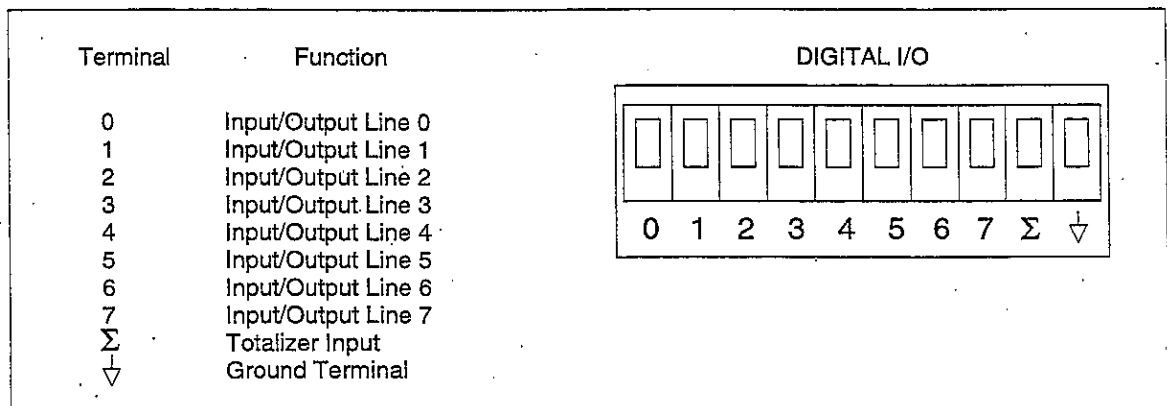 Terminal Function
0 Input/Output Line 0
1 Input/Output Line 1
2 Input/Output Line 2
3 Input/Output Line 3
4 Input/Output Line 4
5 Input/Output Line 5
6 Input/Output Line 6
7 Input/Output Line 7
Σ Totalizer Input
⏚ Ground Terminal
DIGITAL I/O
0 1 2 3 4 5 6 7 Σ ⏚